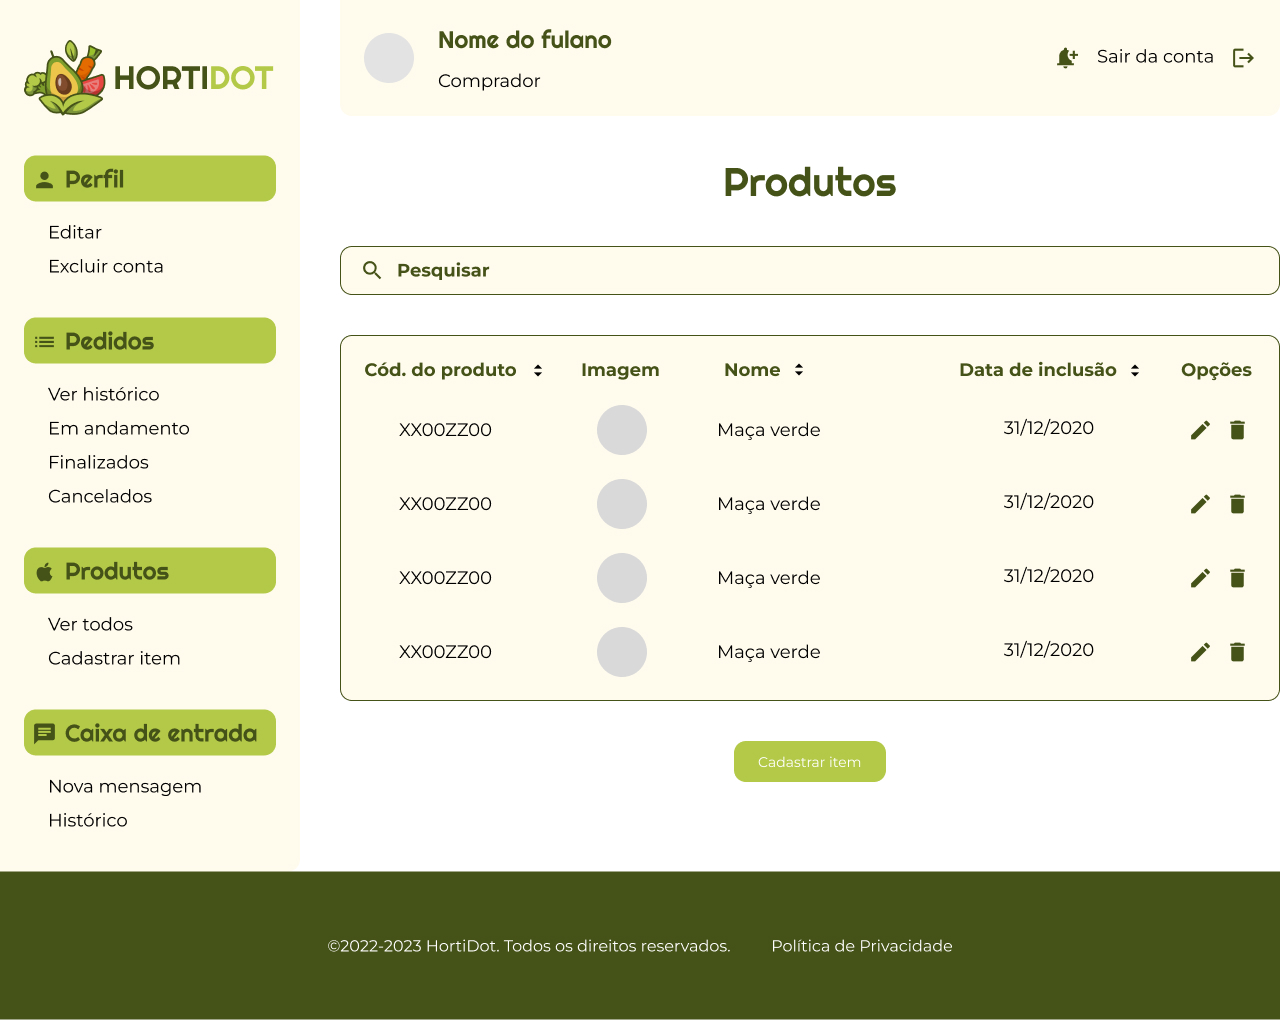 HORTIDOT
Perfil
Editar
Excluir conta
Pedidos
Ver histórico
Em andamento
Finalizados
Cancelados
Produtos
Ver todos
Cadastrar item
Caixa de entrada
Nova mensagem
Histórico
Nome do fulano
Comprador
Sair da conta
Produtos
Pesquisar
Cód. do produto Imagem Nome Data de inclusão Opções
XX00ZZ00 Maça verde 31/12/2020
XX00ZZ00 Maça verde 31/12/2020
XX00ZZ00 Maça verde 31/12/2020
XX00ZZ00 Maça verde 31/12/2020
Cadastrar item
©2022-2023 HortiDot. Todos os direitos reservados. Política de Privacidade